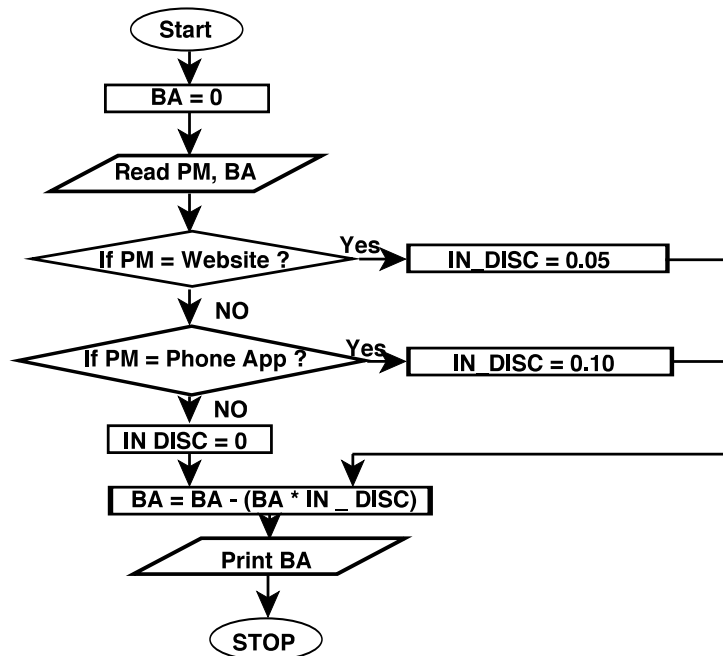 Start
BA = 0
Read PM, BA
If PM = Website ?
Yes
IN_DISC = 0.05
NO
If PM = Phone App ?
Yes
IN_DISC = 0.10
NO
IN DISC = 0
BA = BA - (BA * IN _ DISC)
Print BA
STOP